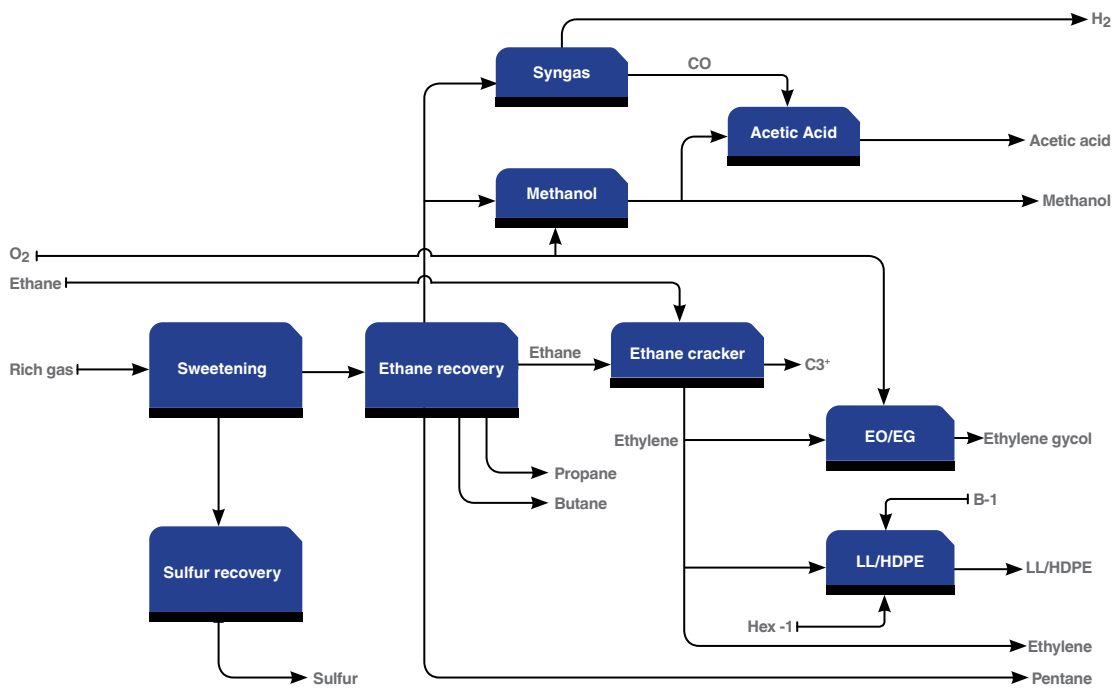 H2
Syngas
CO
Acetic Acid
Acetic acid
Methanol
Methanol
O2
Ethane
Rich gas
Sweetening
Ethane recovery
Ethane
Ethane cracker
C3+
Ethylene
EO/EG
Ethylene gycol
Propane
Butane
B-1
Sulfur recovery
LL/HDPE
LL/HDPE
Hex -1
Ethylene
Sulfur
Pentane